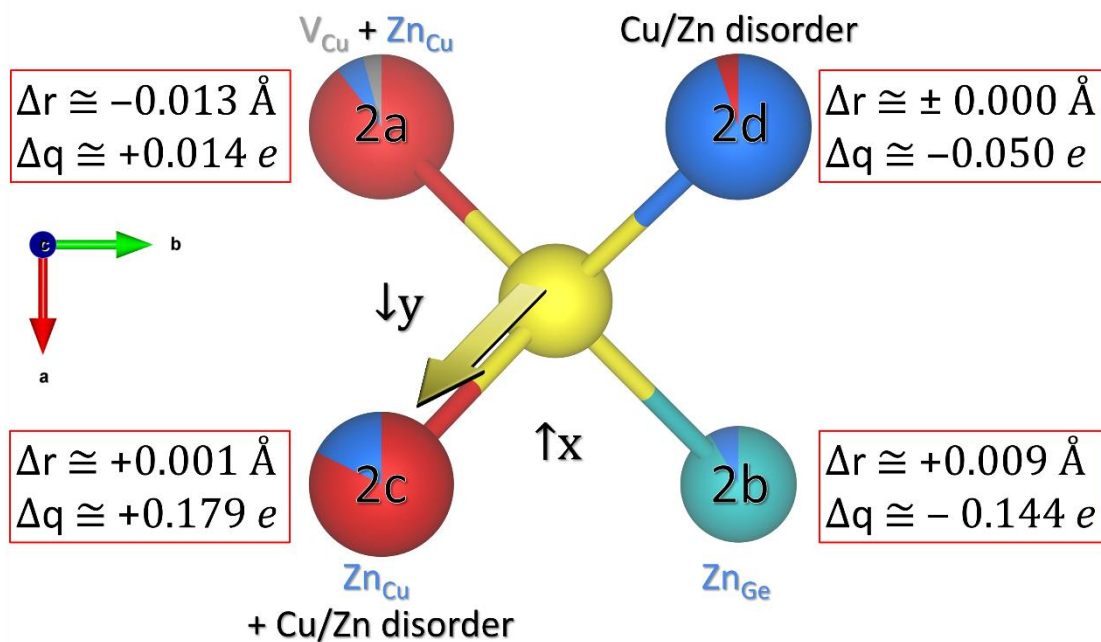 V_Cu + Zn_Cu
Cu/Zn disorder
Δr ≅ −0.013 Å
Δq ≅ +0.014 e
2a
2d
Δr ≅ ± 0.000 Å
Δq ≅ −0.050 e
c
b
a
↓y
↑x
Δr ≅ +0.001 Å
Δq ≅ +0.179 e
2c
2b
Δr ≅ +0.009 Å
Δq ≅ − 0.144 e
Zn_Cu
+ Cu/Zn disorder
Zn_Ge